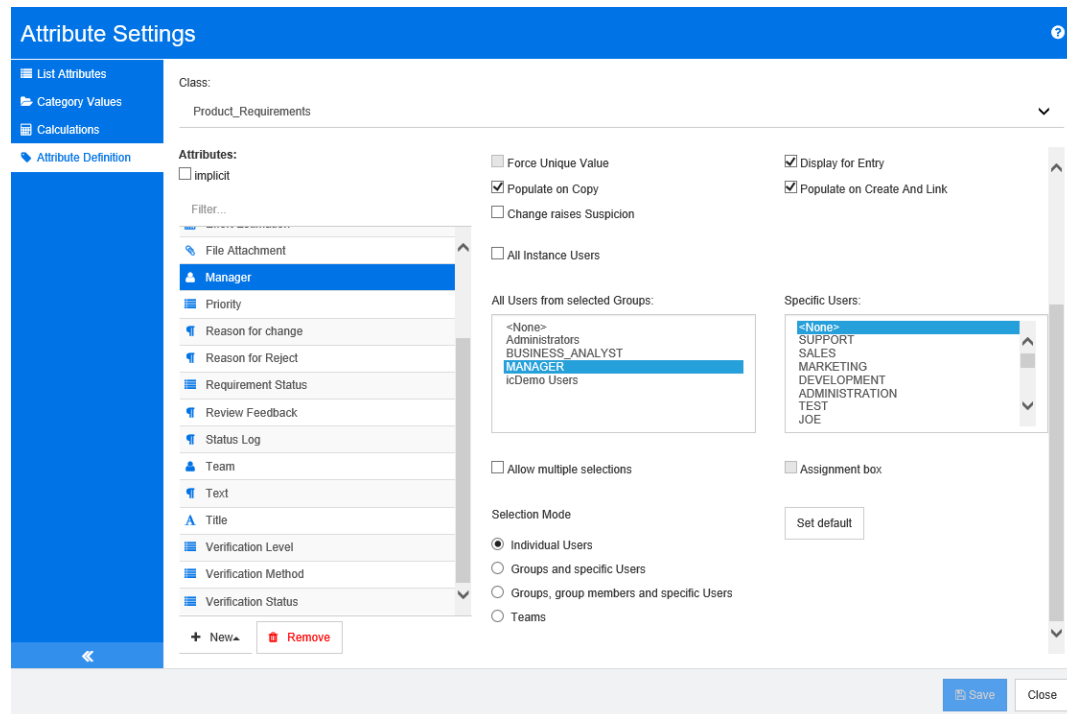 Attribute Settings
List Attributes
Category Values
Calculations
Attribute Definition
Class:
Product_Requirements
Attributes:
implicit
Filter...
File Attachment
Manager
Priority
Reason for change
Reason for Reject
Requirement Status
Review Feedback
Status Log
Team
Text
Title
Verification Level
Verification Method
Verification Status
+ New
Remove
Force Unique Value
Display for Entry
Populate on Copy
Populate on Create And Link
Change raises Suspicion
All Instance Users
All Users from selected Groups:
<None>
Administrators
BUSINESS_ANALYST
MANAGER
icDemo Users
Specific Users:
<None>
SUPPORT
SALES
MARKETING
DEVELOPMENT
ADMINISTRATION
TEST
JOE
Allow multiple selections
Assignment box
Selection Mode
Set default
Individual Users
Groups and specific Users
Groups, group members and specific Users
Teams
Save
Close